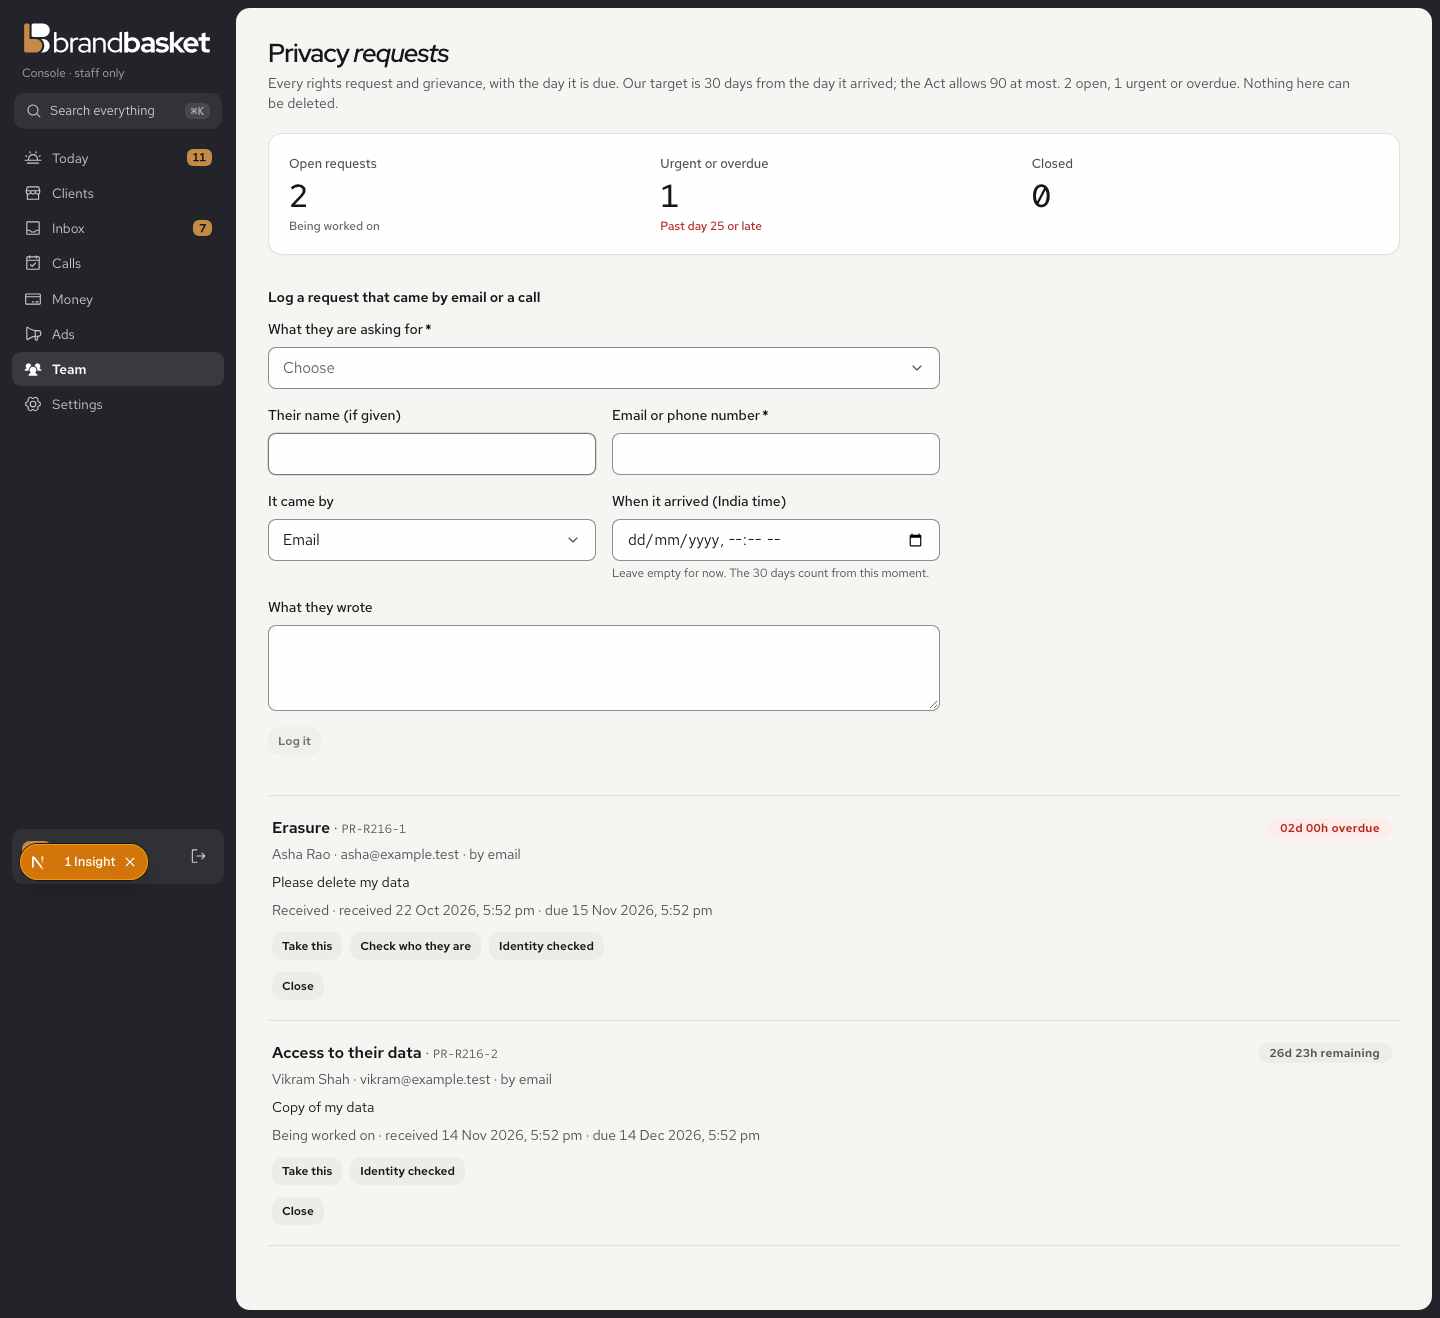 brandbasket
Console · staff only
Search everything ⌘K
Today 11
Clients
Inbox 7
Calls
Money
Ads
Team
Settings
1 Insight
Privacy requests
Every rights request and grievance, with the day it is due. Our target is 30 days from the day it arrived; the Act allows 90 at most. 2 open, 1 urgent or overdue. Nothing here can
be deleted.
Open requests
2
Being worked on
Urgent or overdue
1
Past day 25 or late
Closed
0
Log a request that came by email or a call
What they are asking for *
Choose
Their name (if given)
Email or phone number *
It came by
Email
When it arrived (India time)
dd/mm/yyyy, --:-- --
Leave empty for now. The 30 days count from this moment.
What they wrote
Log it
Erasure · PR-R216-1
02d 00h overdue
Asha Rao · asha@example.test · by email
Please delete my data
Received · received 22 Oct 2026, 5:52 pm · due 15 Nov 2026, 5:52 pm
Take this Check who they are Identity checked
Close
Access to their data · PR-R216-2
26d 23h remaining
Vikram Shah · vikram@example.test · by email
Copy of my data
Being worked on · received 14 Nov 2026, 5:52 pm · due 14 Dec 2026, 5:52 pm
Take this Identity checked
Close